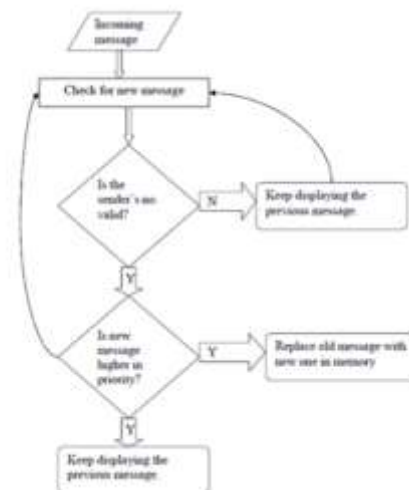 Incoming
message
Check for new message
Is the
sender's no
valid?
N
Keep displaying the
previous message
Y
Is new
message
higher in
priority?
Y
Replace old message with
new one in memory
Y
Keep displaying the
previous message